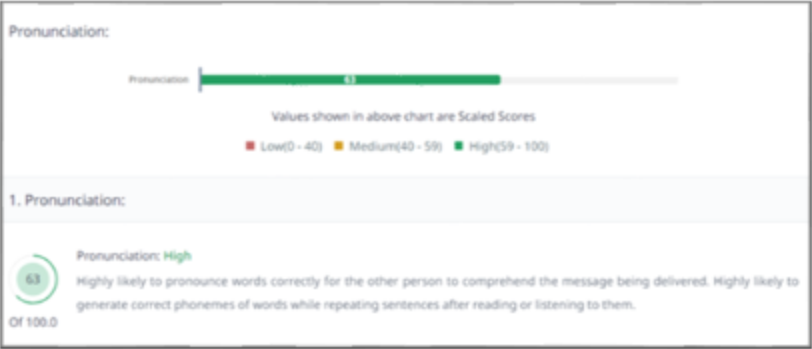 Pronunciation:
Pronunciation 63
Values shown in above chart are Scaled Scores
Low(0 - 40) Medium(40 - 59) High(59 - 100)
1. Pronunciation:
Pronunciation: High
63
Highly likely to pronounce words correctly for the other person to comprehend the message being delivered. Highly likely to
generate correct phonemes of words while repeating sentences after reading or listening to them.
Of 100.0